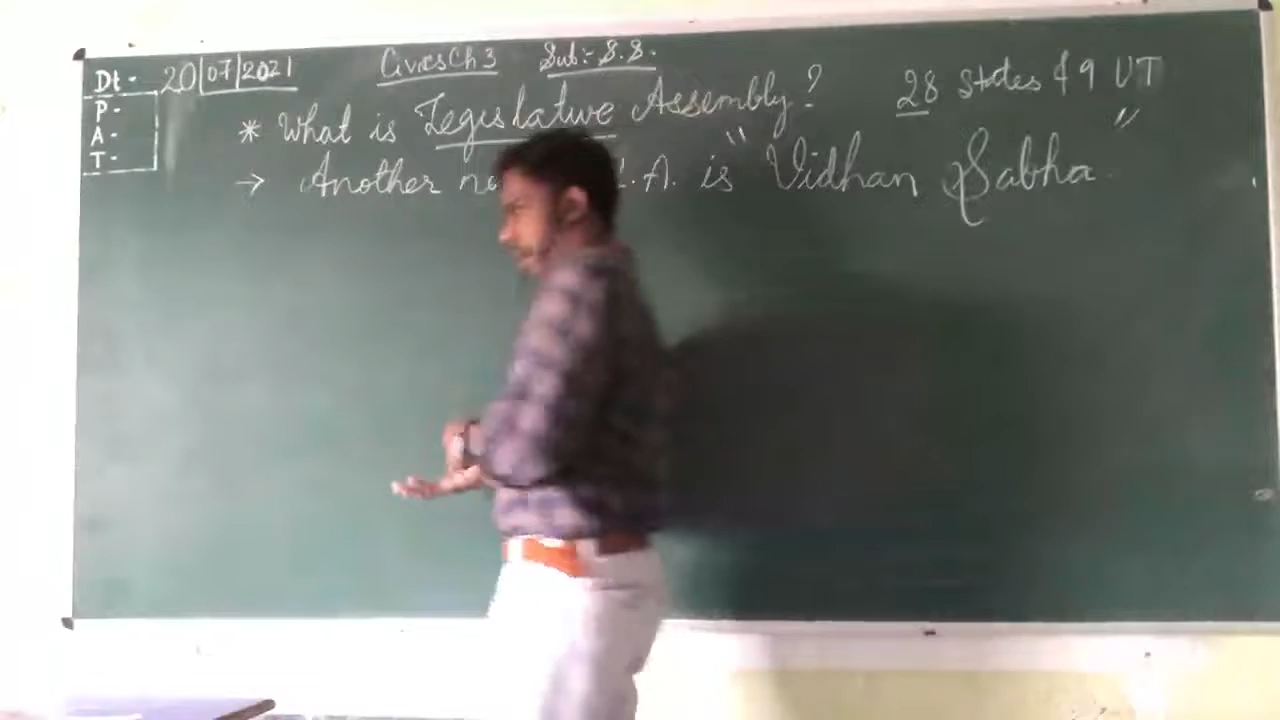 Dt - 20/07/2021 Civics Ch 3 Sub:- S.S.
P -
A -
T -
28 States & 9 UT
* What is Legislative Assembly?
→ Another L.A. is "Vidhan Sabha"